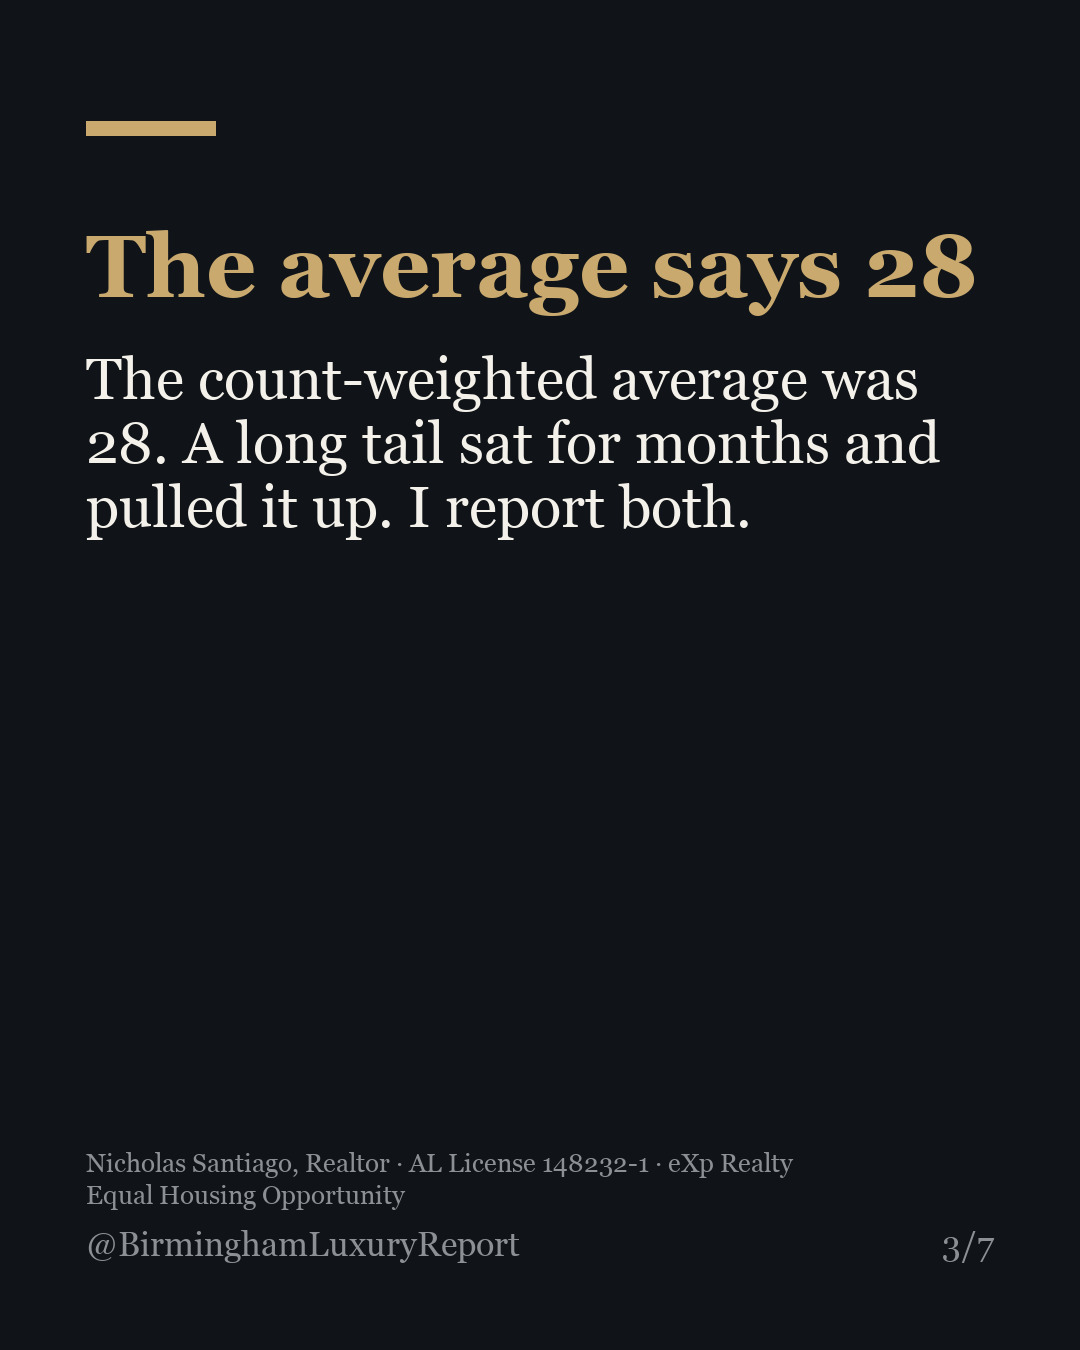 The average says 28
The count-weighted average was
28. A long tail sat for months and
pulled it up. I report both.
Nicholas Santiago, Realtor · AL License 148232-1 · eXp Realty
Equal Housing Opportunity
@BirminghamLuxuryReport
3/7